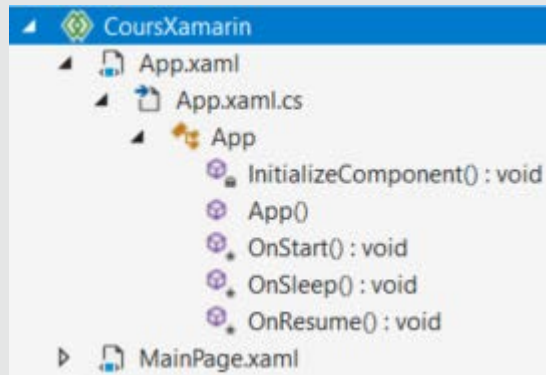 CoursXamarin
App.xaml
App.xaml.cs
App
InitializeComponent() : void
App()
OnStart() : void
OnSleep() : void
OnResume() : void
MainPage.xaml